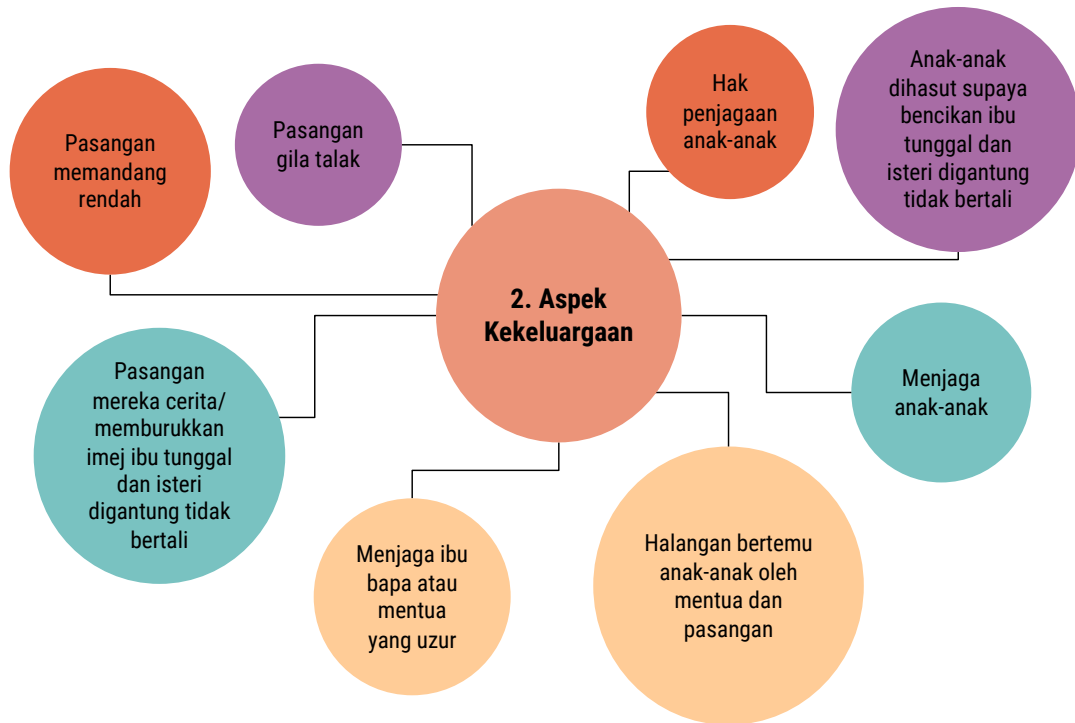 Pasangan
memandang
rendah
Pasangan
gila talak
Hak
penjagaan
anak-anak
Anak-anak
dihasut supaya
bencikan ibu
tunggal dan
isteri digantung
tidak bertali
2. Aspek
Kekeluargaan
Pasangan
mereka cerita/
memburukkan
imej ibu tunggal
dan isteri
digantung tidak
bertali
Menjaga
anak-anak
Menjaga ibu
bapa atau
mentua
yang uzur
Halangan bertemu
anak-anak oleh
mentua dan
pasangan